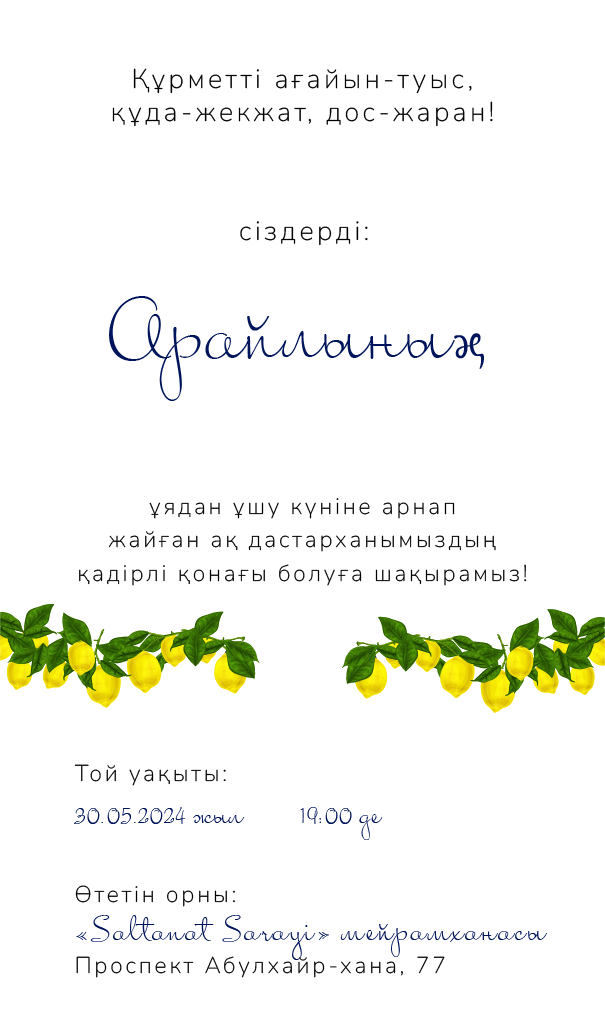 Құрметті ағайын-туыс,
құда-жекжат, дос-жаран!
сіздерді:
Арайлының
ұядан ұшу күніне арнап
жайған ақ дастарханымыздың
қадірлі қонағы болуға шақырамыз!
Той уақыты:
30.05.2024 жыл 19:00 де
Өтетін орны:
«Saltanat Sarayi» мейрамханасы
Проспект Абулхайр-хана, 77